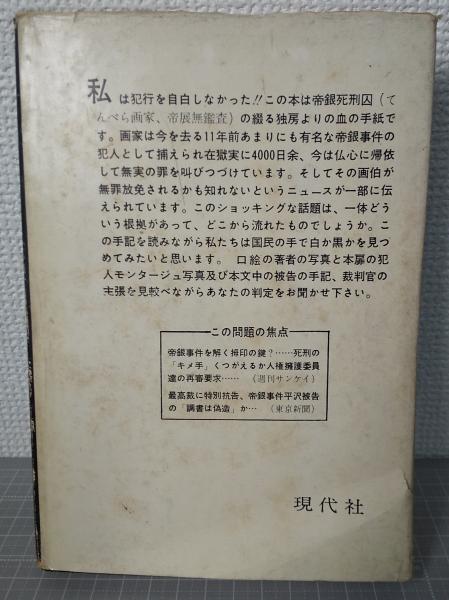 私は犯行を自白しなかった!!この本は帝銀死刑囚（て
んぺら画家、帝展無鑑査）の綴る独房よりの血の手紙で
す。画家は今を去る11年前あまりにも有名な帝銀事件の
犯人として捕えられ在獄実に4000日余、今は仏心に帰依
して無実の罪を叫びつづけています。そしてその画伯が
無罪放免されるかも知れないというニュースが一部に伝
えられています。このショッキングな話題は、一体どう
いう根拠があって、どこから流れたものでしょうか。こ
の手記を読みながら私たちは国民の手で白か黒かを見つ
めてみたいと思います。 口絵の著者の写真と本扉の犯
人モンタージュ写真及び本文中の被告の手記、裁判官の
主張を見較べながらあなたの判定をお聞かせ下さい。
この問題の焦点
帝銀事件を解く捺印の鍵？……死刑の
「キメ手」くつがえるか人権擁護委員
達の再審要求……（週刊サンケイ）
最高裁に特別抗告、帝銀事件平沢被告
の「調書は偽造」か…（東京新聞）
現代社